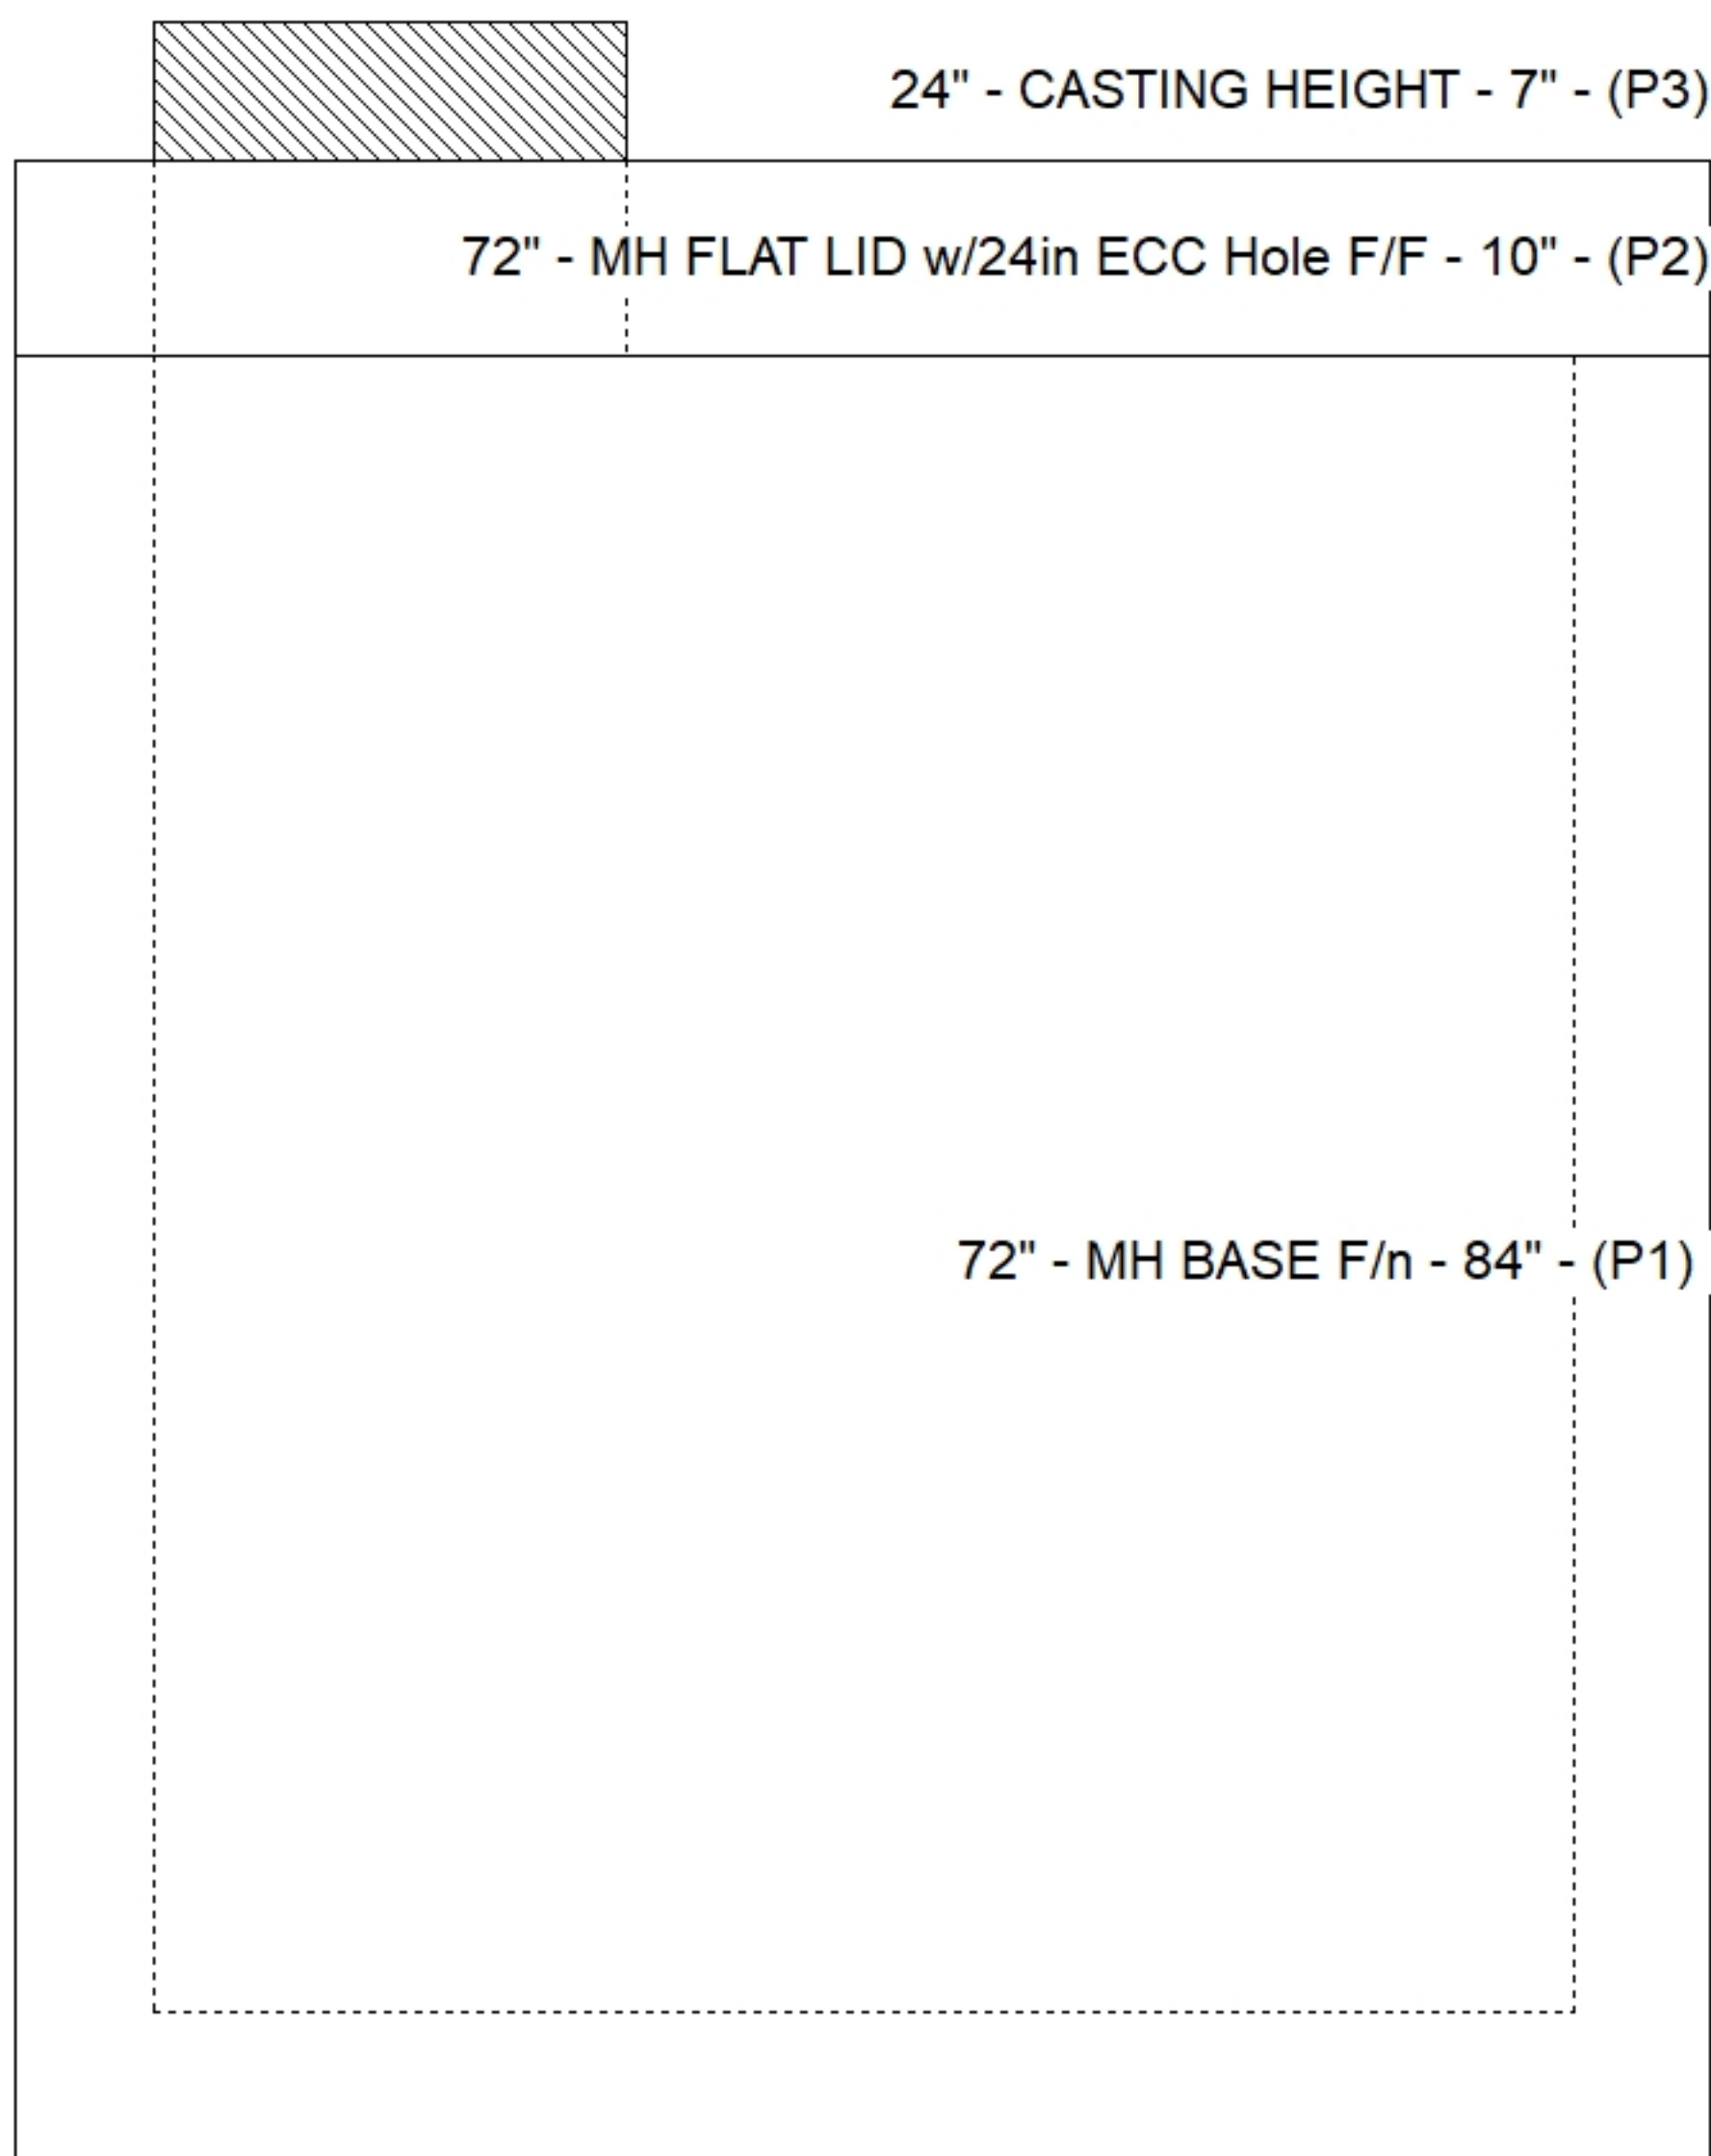 24" - CASTING HEIGHT - 7" - (P3)
72" - MH FLAT LID w/24in ECC Hole F/F - 10" - (P2)
72" - MH BASE F/n - 84" - (P1)